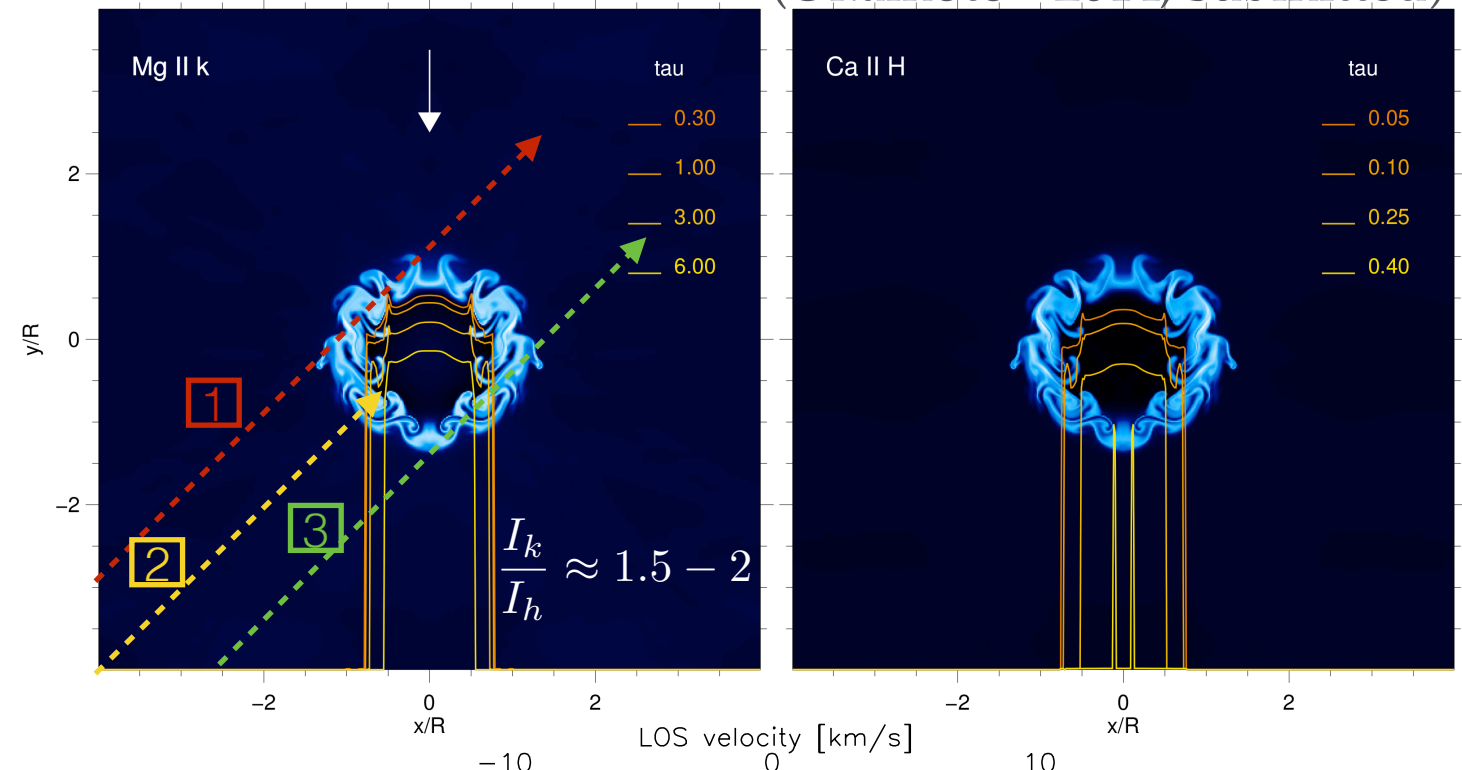 Mg II k
tau
0.30
1.00
3.00
6.00
2
0
−2
y/R
1
2
3
I_k / I_h ≈ 1.5 − 2
−2 0 2
x/R
Ca II H
tau
0.05
0.10
0.25
0.40
−2 0 2
x/R
LOS velocity [km/s]
−10 0 10